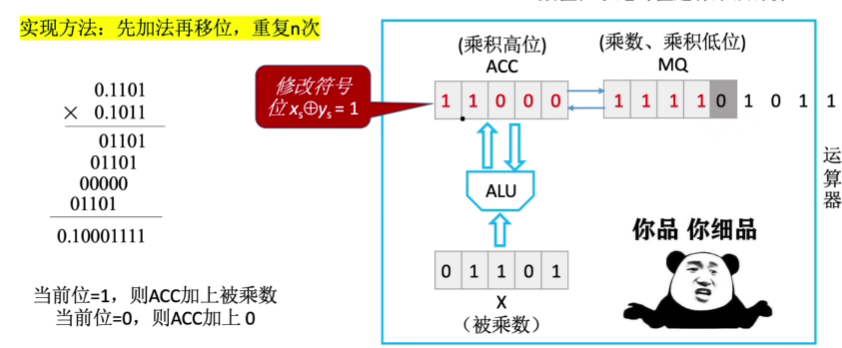 实现方法：先加法再移位，重复n次
0.1101
× 0.1011
01101
01101
00000
01101
0.10001111
当前位=1，则ACC加上被乘数
当前位=0，则ACC加上 0
修改符号
位 xₛ⊕yₛ = 1
(乘积高位)
ACC
(乘数、乘积低位)
MQ
1 1 0 0 0
1 1 1 1 0 1 0 1 1
ALU
0 1 1 0 1
X
（被乘数）
运算器
你品 你细品